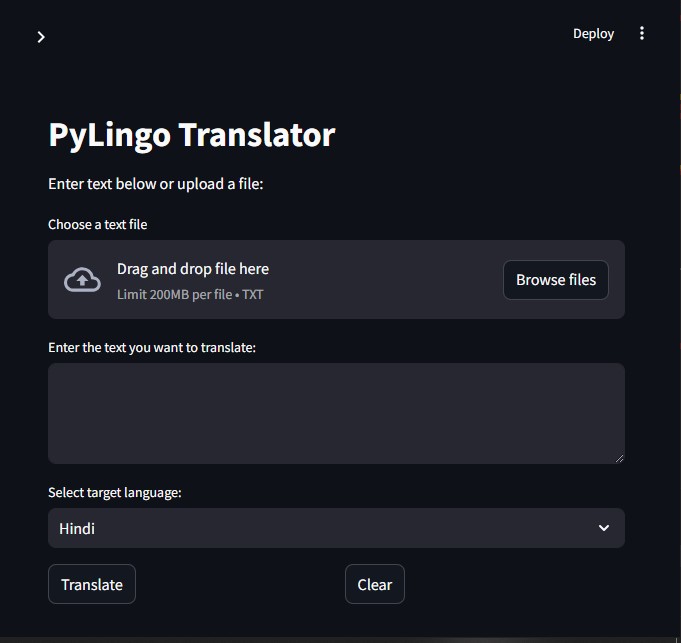 Deploy
PyLingo Translator
Enter text below or upload a file:
Choose a text file
Drag and drop file here
Limit 200MB per file • TXT
Browse files
Enter the text you want to translate:
Select target language:
Hindi
Translate
Clear